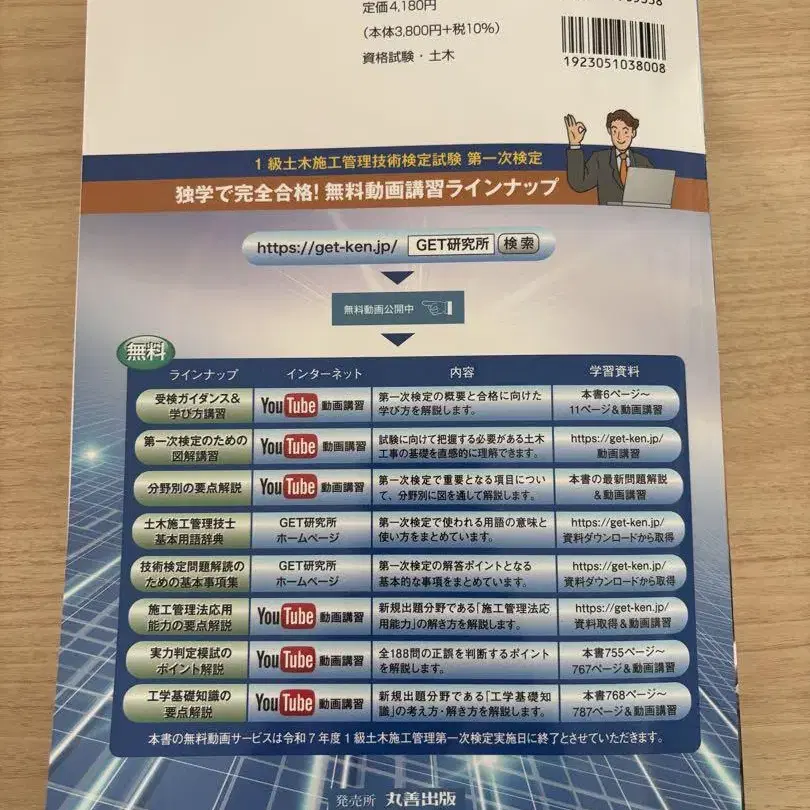 定価4,180円
(本体3,800円+税10%)
資格試験・土木
1923051038008
1級土木施工管理技術検定試験 第一次検定
独学で完全合格!無料動画講習ラインナップ
https://get-ken.jp/ GET研究所 検索
無料動画公開中
無料
ラインナップ インターネット 内容 学習資料
受検ガイダンス& YouTube 動画講習 第一次検定の概要と合格に向けた 本書6ページ~
学び方講習 学び方を解説します。 11ページ&動画講習
第一次検定のための YouTube 動画講習 試験に向けて把握する必要がある土木 https://get-ken.jp/
図解講習 工事の基礎を直感的に理解できます。 動画講習
分野別の要点解説 YouTube 動画講習 第一次検定で重要となる項目につい 本書の最新問題解説
て、分野別に図を通して解説します。 &動画講習
土木施工管理技士 GET研究所 第一次検定で使われる用語の意味と https://get-ken.jp/
基本用語辞典 ホームページ 使い方をまとめています。 資料ダウンロードから取得
技術検定問題解読の GET研究所 第一次検定の解答ポイントとなる https://get-ken.jp/
ための基本事項集 ホームページ 基本的な事項をまとめています。 資料ダウンロードから取得
施工管理法応用 YouTube 動画講習 新規出題分野である「施工管理法応 https://get-ken.jp/
能力の要点解説 用能力」の解き方を解説します。 資料取得&動画講習
実力判定模試の YouTube 動画講習 全188問の正誤を判断するポイント 本書755ページ~
ポイント解説 を解説します。 767ページ&動画講習
工学基礎知識の YouTube 動画講習 新規出題分野である「工学基礎知 本書768ページ~
要点解説 識」の考え方・解き方を解説します。 787ページ&動画講習
本書の無料動画サービスは令和7年度1級土木施工管理第一次検定実施日に終了とさせていただきます。
発売所 丸善出版